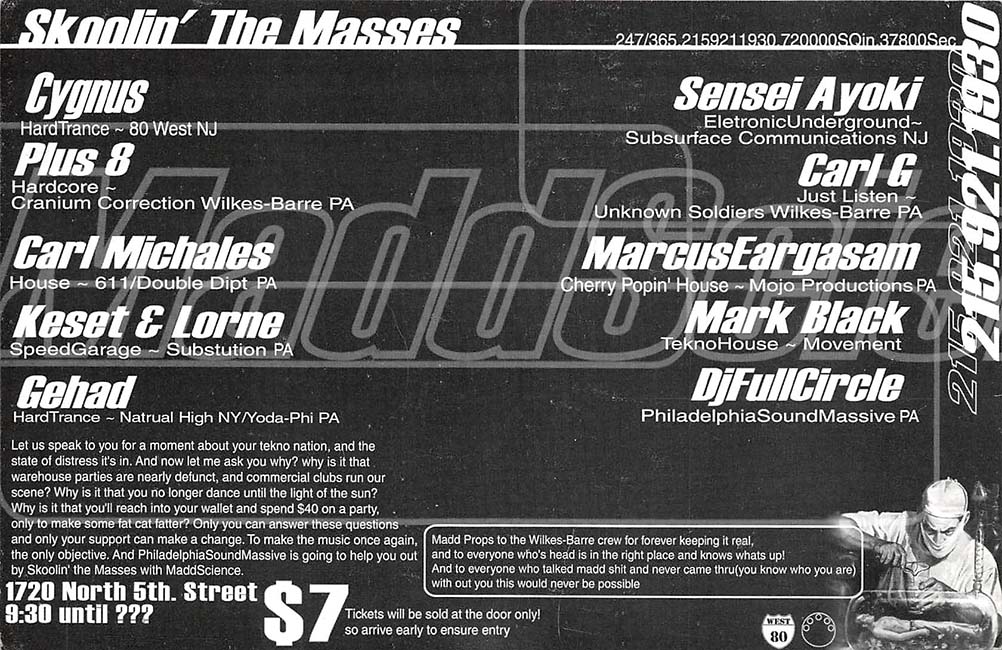 Skoolin' The Masses
247/365.2159211930.720000SQin.37800Sec
Cygnus
HardTrance ~ 80 West NJ
Plus 8
Hardcore ~
Cranium Correction Wilkes-Barre PA
Carl Michales
House ~ 611/Double Dipt PA
Keset & Lorne
SpeedGarage ~ Substution PA
Gehad
HardTrance ~ Natrual High NY/Yoda-Phi PA
Sensei Ayoki
EletronicUnderground~
Subsurface Communications NJ
Carl G
Just Listen ~
Unknown Soldiers Wilkes-Barre PA
MarcusEargasam
Cherry Popin' House ~ Mojo Productions PA
Mark Black
TeknoHouse ~ Movement
DjFullCircle
PhiladelphiaSoundMassive PA
215.921.1930
215.921.1930
MaddSci
Let us speak to you for a moment about your tekno nation, and the
state of distress it's in. And now let me ask you why? why is it that
warehouse parties are nearly defunct, and commercial clubs run our
scene? Why is it that you no longer dance until the light of the sun?
Why is it that you'll reach into your wallet and spend $40 on a party,
only to make some fat cat fatter? Only you can answer these questions
and only your support can make a change. To make the music once again,
the only objective. And PhiladelphiaSoundMassive is going to help you out
by Skoolin' the Masses with MaddScience.
Madd Props to the Wilkes-Barre crew for forever keeping it real,
and to everyone who's head is in the right place and knows whats up!
And to everyone who talked madd shit and never came thru(you know who you are)
with out you this would never be possible
1720 North 5th. Street
9:30 until ???
$7
Tickets will be sold at the door only!
so arrive early to ensure entry
WEST
80